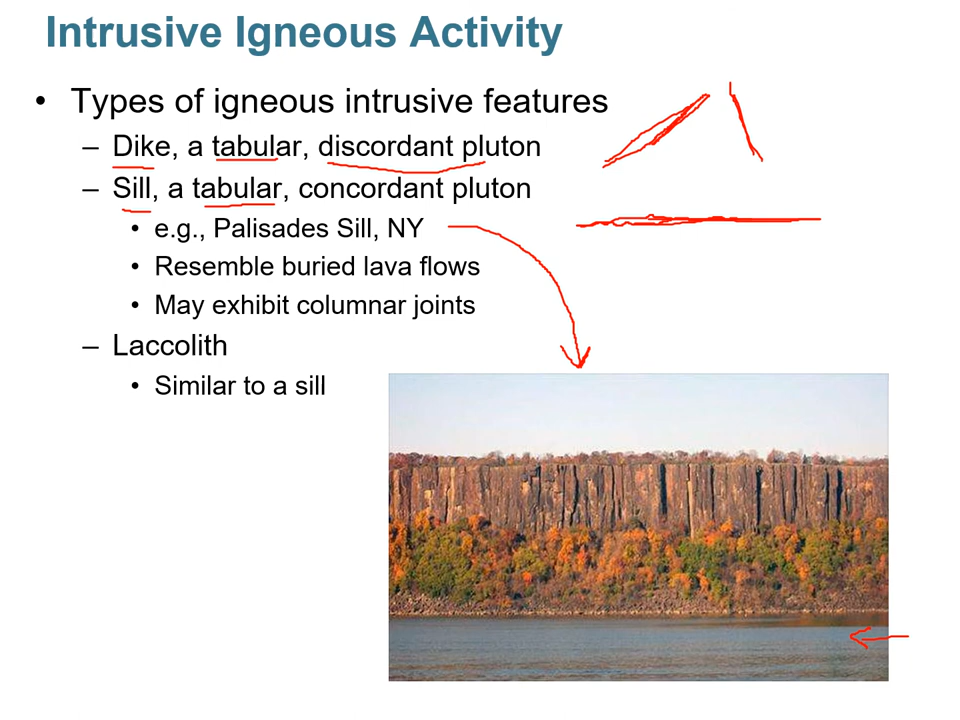 Intrusive Igneous Activity
• Types of igneous intrusive features
– Dike, a tabular, discordant pluton
– Sill, a tabular, concordant pluton
• e.g., Palisades Sill, NY
• Resemble buried lava flows
• May exhibit columnar joints
– Laccolith
• Similar to a sill